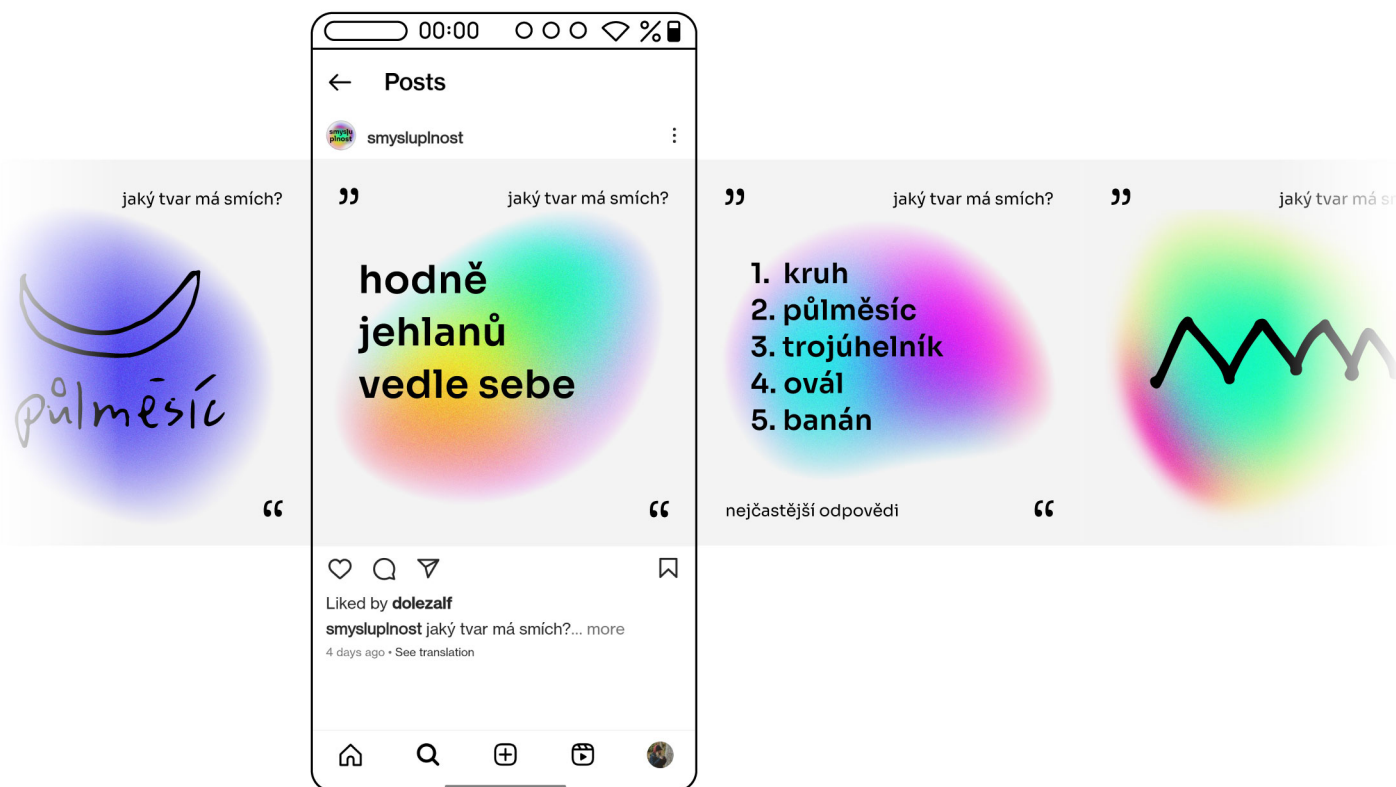 00:00
Posts
smyslu
plnost
smysluplnost
jaký tvar má smích?
půlměsíc
“
”
jaký tvar má smích?
hodně
jehlanů
vedle sebe
“
”
jaký tvar má smích?
1. kruh
2. půlměsíc
3. trojúhelník
4. ovál
5. banán
nejčastější odpovědi
“
”
jaký tvar má sm
Liked by dolezalf
smysluplnost jaký tvar má smích?... more
4 days ago • See translation